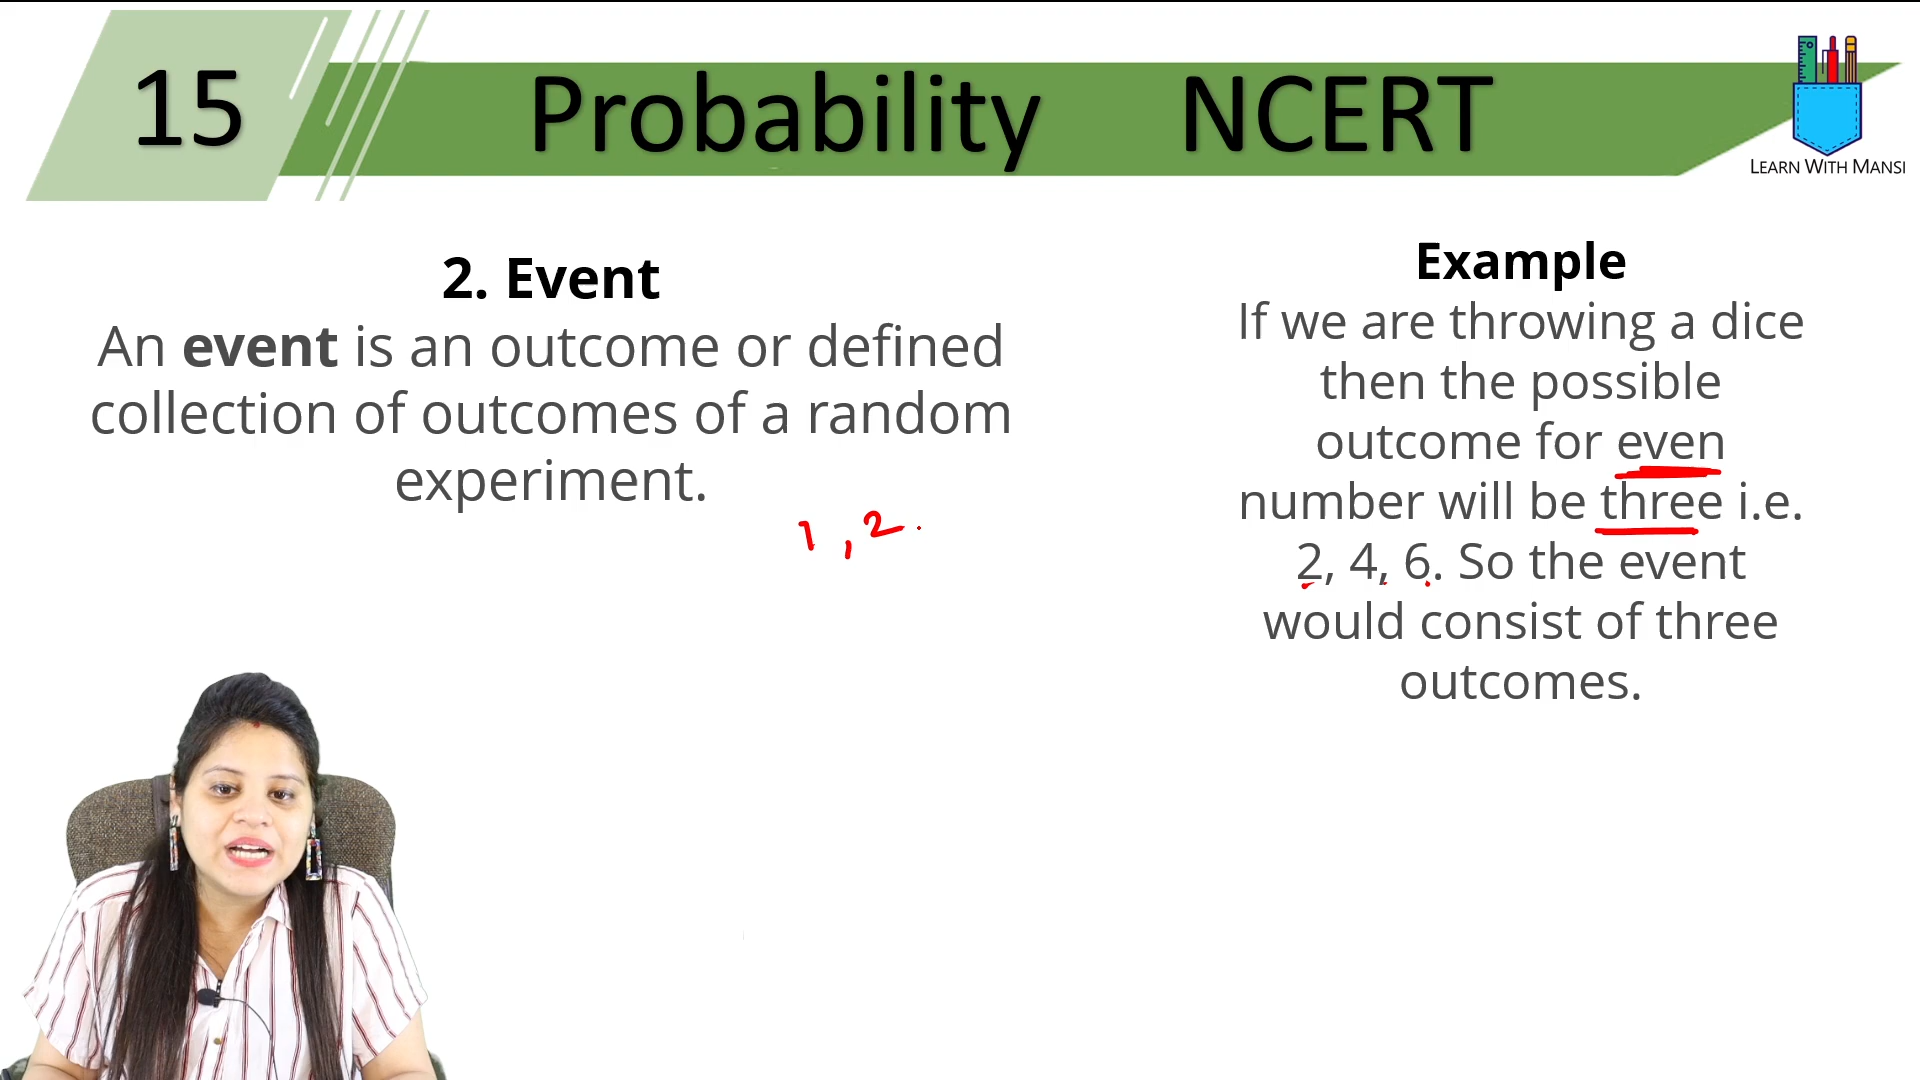 15 Probability NCERT
LEARN WITH MANSI
2. Event
An event is an outcome or defined
collection of outcomes of a random
experiment.
1, 2.
Example
If we are throwing a dice
then the possible
outcome for even
number will be three i.e.
2, 4, 6. So the event
would consist of three
outcomes.